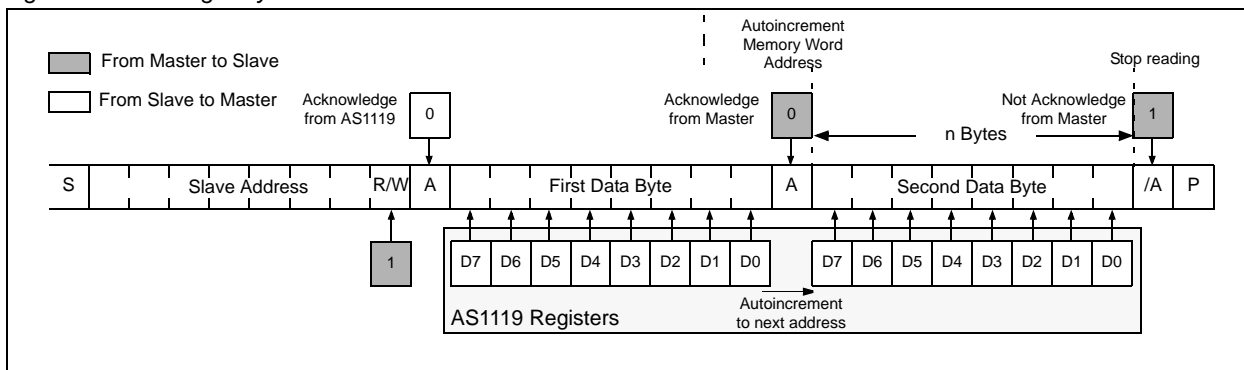 Autoincrement
Memory Word
Address
Stop reading
From Master to Slave
From Slave to Master
Acknowledge
from AS1119
0
Acknowledge
from Master
0
n Bytes
Not Acknowledge
from Master
1
S Slave Address R/W A First Data Byte A Second Data Byte /A P
1
D7 D6 D5 D4 D3 D2 D1 D0 D7 D6 D5 D4 D3 D2 D1 D0
Autoincrement
to next address
AS1119 Registers